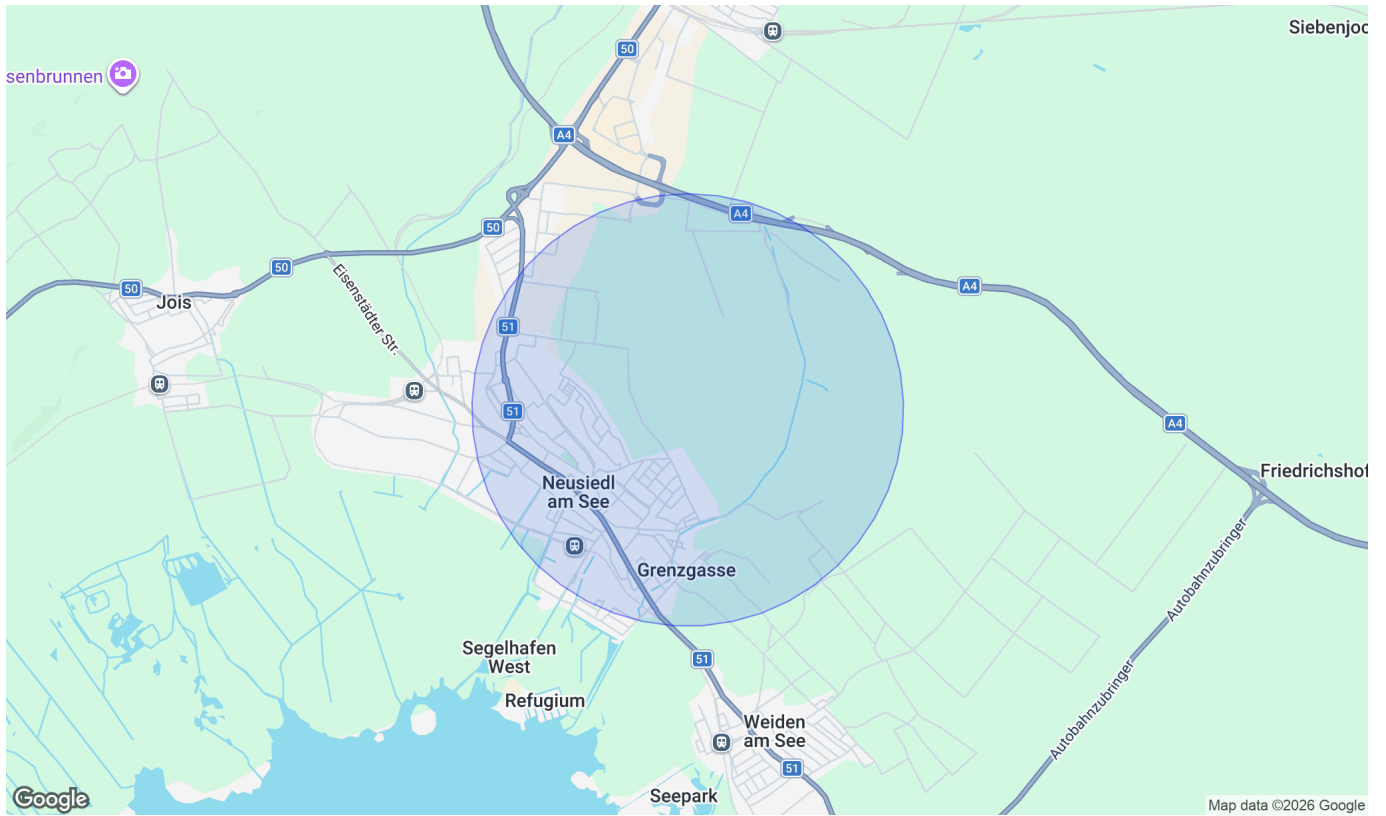 Siebenjoc
50
senbrunnen
A4
A4
50
50
A4
50
Jois
Eisenstädter Str.
51
51
A4
Friedrichshof
Neusiedl
am See
Autobahnzubringer
Grenzgasse
Segelhafen
West
51
Autobahnzubringer
Refugium
Weiden
am See
51
Seepark
Google
Map data ©2026 Google